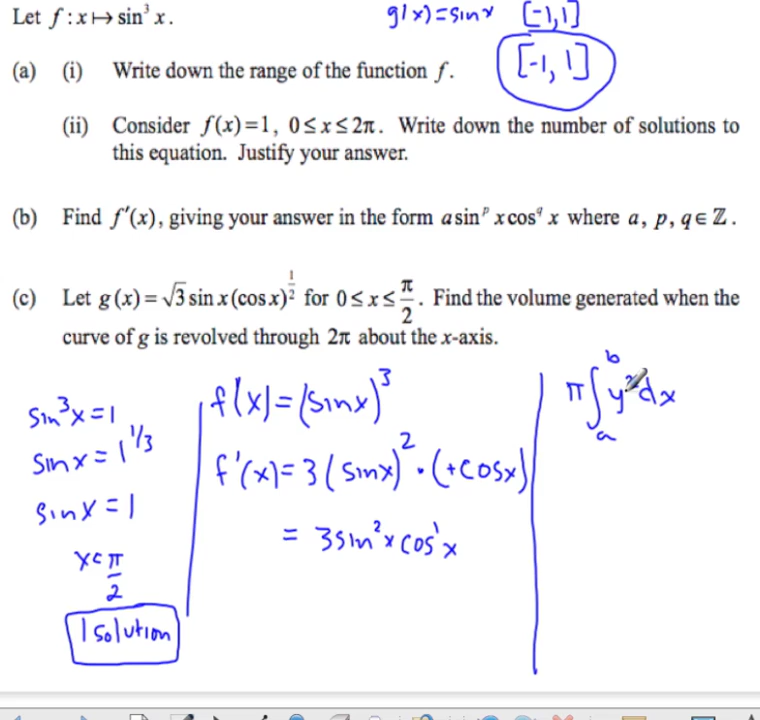 Let f : x ↦ sin³ x .
g(x) = sin x [-1, 1]
(a) (i) Write down the range of the function f .
[-1, 1]
(ii) Consider f(x)=1, 0≤x≤2π. Write down the number of solutions to
this equation. Justify your answer.
(b) Find f′(x), giving your answer in the form a sinᵖ x cos^q x where a, p, q∈ℤ.
(c) Let g(x)=√3 sin x (cos x)^(1/2) for 0≤x≤π/2. Find the volume generated when the
curve of g is revolved through 2π about the x-axis.
sin³x = 1
sin x = 1^(1/3)
sin x = 1
x = π/2
1 solution
f(x) = (sin x)³
f'(x) = 3(sin x)² · (+cos x)
= 3 sin² x cos¹ x
π ∫_a^b y² dx